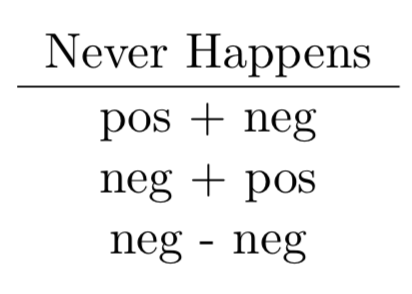 Never Happens
pos + neg
neg + pos
neg - neg